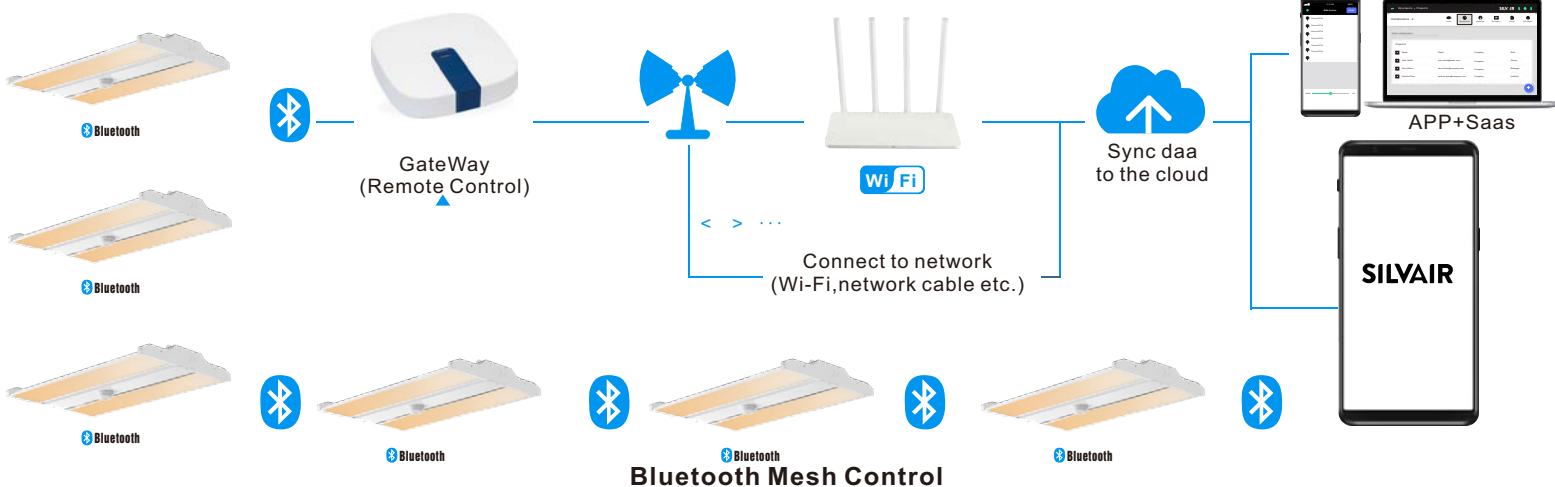 Bluetooth
GateWay
(Remote Control)
Wi Fi
< > ···
Connect to network
(Wi-Fi,network cable etc.)
Sync daa
to the cloud
SILVAIR
APP+Saas
Bluetooth
SILVAIR
Bluetooth
Bluetooth
Bluetooth
Bluetooth
Bluetooth Mesh Control